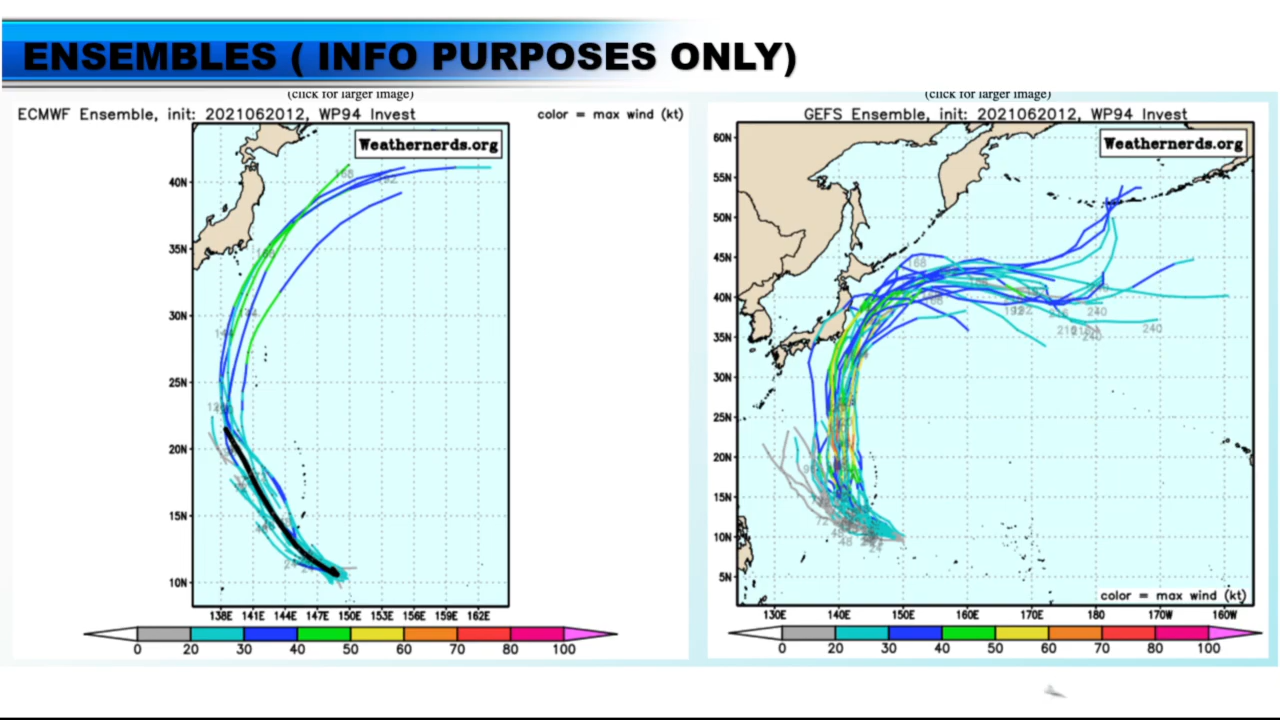 ENSEMBLES ( INFO PURPOSES ONLY)
(click for larger image)
ECMWF Ensemble, init: 2021062012, WP94 Invest
color = max wind (kt)
Weathernerds.org
40N
35N
30N
25N
20N
15N
10N
138E 141E 144E 147E 150E 153E 156E 159E 162E
0 20 30 40 50 60 70 80 100
(click for larger image)
GEFS Ensemble, init: 2021062012, WP94 Invest
Weathernerds.org
60N
55N
50N
45N
40N
35N
30N
25N
20N
15N
10N
5N
168
240
240
color = max wind (kt)
130E 140E 150E 160E 170E 180 170W 160W
0 20 30 40 50 60 70 80 100